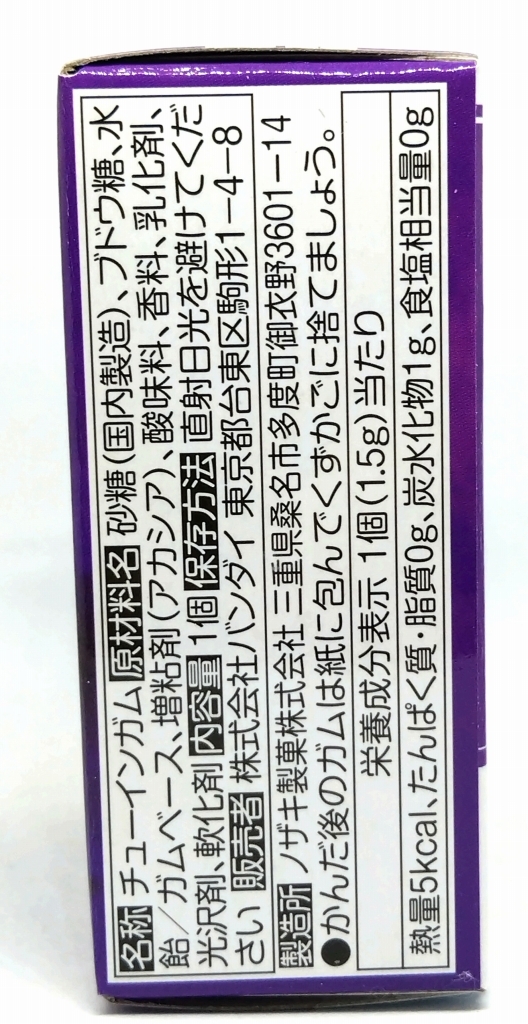 名称 チューインガム 原材料名 砂糖(国内製造)、ブドウ糖、水
飴/ガムベース、増粘剤(アカシア)、酸味料、香料、乳化剤、
光沢剤、軟化剤 内容量 1個 保存方法 直射日光を避けてくだ
さい 販売者 株式会社バンダイ 東京都台東区駒形1−4−8
製造所 ノザキ製菓株式会社 三重県桑名市多度町御衣野3601−14
●かんだ後のガムは紙に包んでくずかごに捨てましょう。
栄養成分表示 1個(1.5g)当たり
熱量5kcal、たんぱく質・脂質0g、炭水化物1g、食塩相当量0g